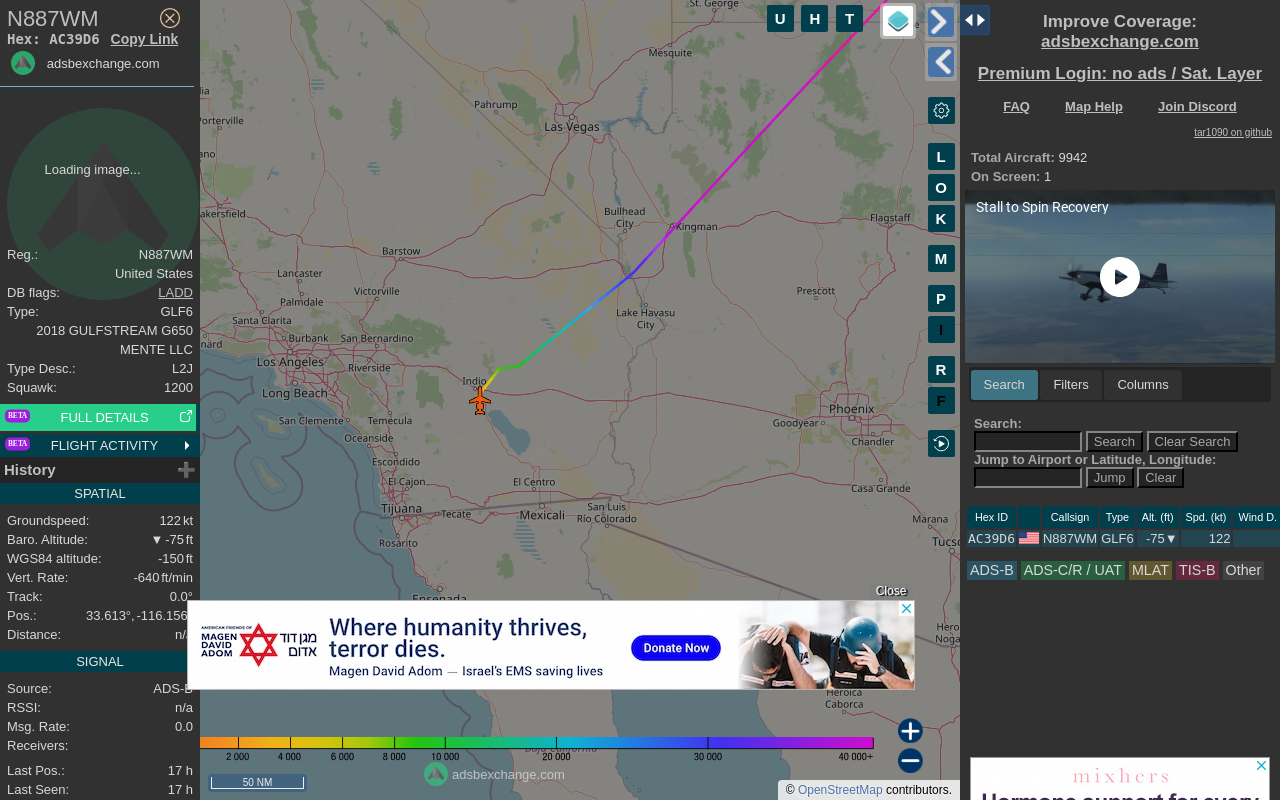 N887WM
Hex: AC39D6 Copy Link
adsbexchange.com
Loading image...
Reg.: N887WM
United States
DB flags: LADD
Type: GLF6
2018 GULFSTREAM G650
MENTE LLC
Type Desc.: L2J
Squawk: 1200
BETA FULL DETAILS
BETA FLIGHT ACTIVITY
History
SPATIAL
Groundspeed: 122 kt
Baro. Altitude: ▼ -75 ft
WGS84 altitude: -150 ft
Vert. Rate: -640 ft/min
Track: 0.0°
Pos.: 33.613°, -116.156
Distance: n/a
SIGNAL
Source: ADS-B
RSSI: n/a
Msg. Rate: 0.0
Receivers:
Last Pos.: 17 h
Last Seen: 17 h
U H T
St. George
Mesquite
Pahrump
Las Vegas
Porterville
akersfield
Bullhead
City
Kingman
Flagstaff
Barstow
Lancaster
Victorville
Palmdale
Prescott
Santa Clarita
Lake Havasu
City
nard
Burbank
San Bernardino
Los Angeles
Riverside
Indio
Long Beach
Phoenix
San Clemente
Temecula
Goodyear
Oceanside
Chandler
Escondido
El Cajon
El Centro
Casa Grande
Tijuana
Tecate
Mexicali
San Luis
Río Colorado
Marana
Rosarito
Tucso
Ensenada
Heroica
Caborca
L
O
K
M
P
I
R
F
Close
AMERICAN FRIENDS OF
MAGEN
DAVID
ADOM
מגן דוד
אדום
Where humanity thrives,
terror dies.
Magen David Adom — Israel's EMS saving lives
Donate Now
2 000 4 000 6 000 8 000 10 000 20 000 30 000 40 000+
adsbexchange.com
50 NM
© OpenStreetMap contributors.
Improve Coverage:
adsbexchange.com
Premium Login: no ads / Sat. Layer
FAQ Map Help Join Discord
tar1090 on github
Total Aircraft: 9942
On Screen: 1
Stall to Spin Recovery
Search Filters Columns
Search:
Search Clear Search
Jump to Airport or Latitude, Longitude:
Jump Clear
Hex ID Callsign Type Alt. (ft) Spd. (kt) Wind D.
AC39D6 N887WM GLF6 -75▼ 122
ADS-B ADS-C/R / UAT MLAT TIS-B Other
mixhers
Hormone support for every